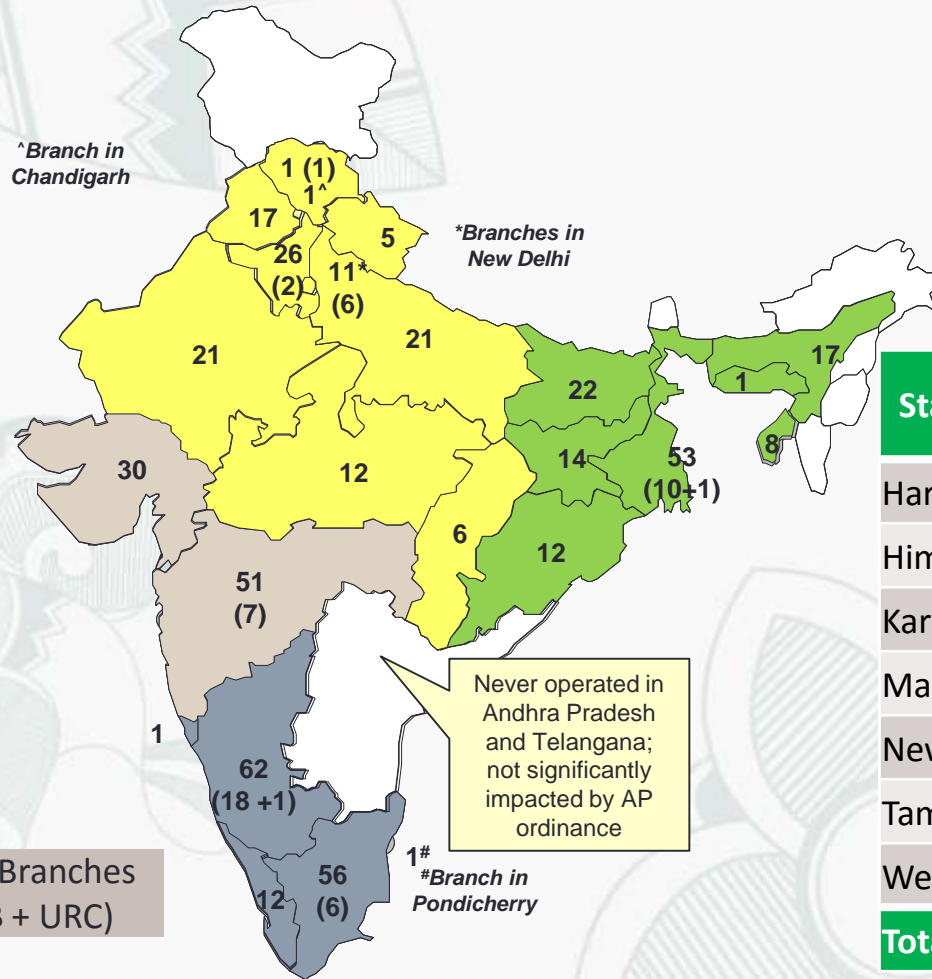 ^Branch in
Chandigarh
1 (1)
1^
17
5
*Branches in
New Delhi
26
(2)
11*
(6)
21
21
22
17
1
8
30
12
14
53
(10+1)
6
12
51
(7)
Never operated in
Andhra Pradesh
and Telangana;
not significantly
impacted by AP
ordinance
1
62
(18 +1)
12
56
(6)
1#
#Branch in
Pondicherry
Branches
+ URC)
Sta
Har
Him
Kar
Ma
Nev
Tam
We
Tota